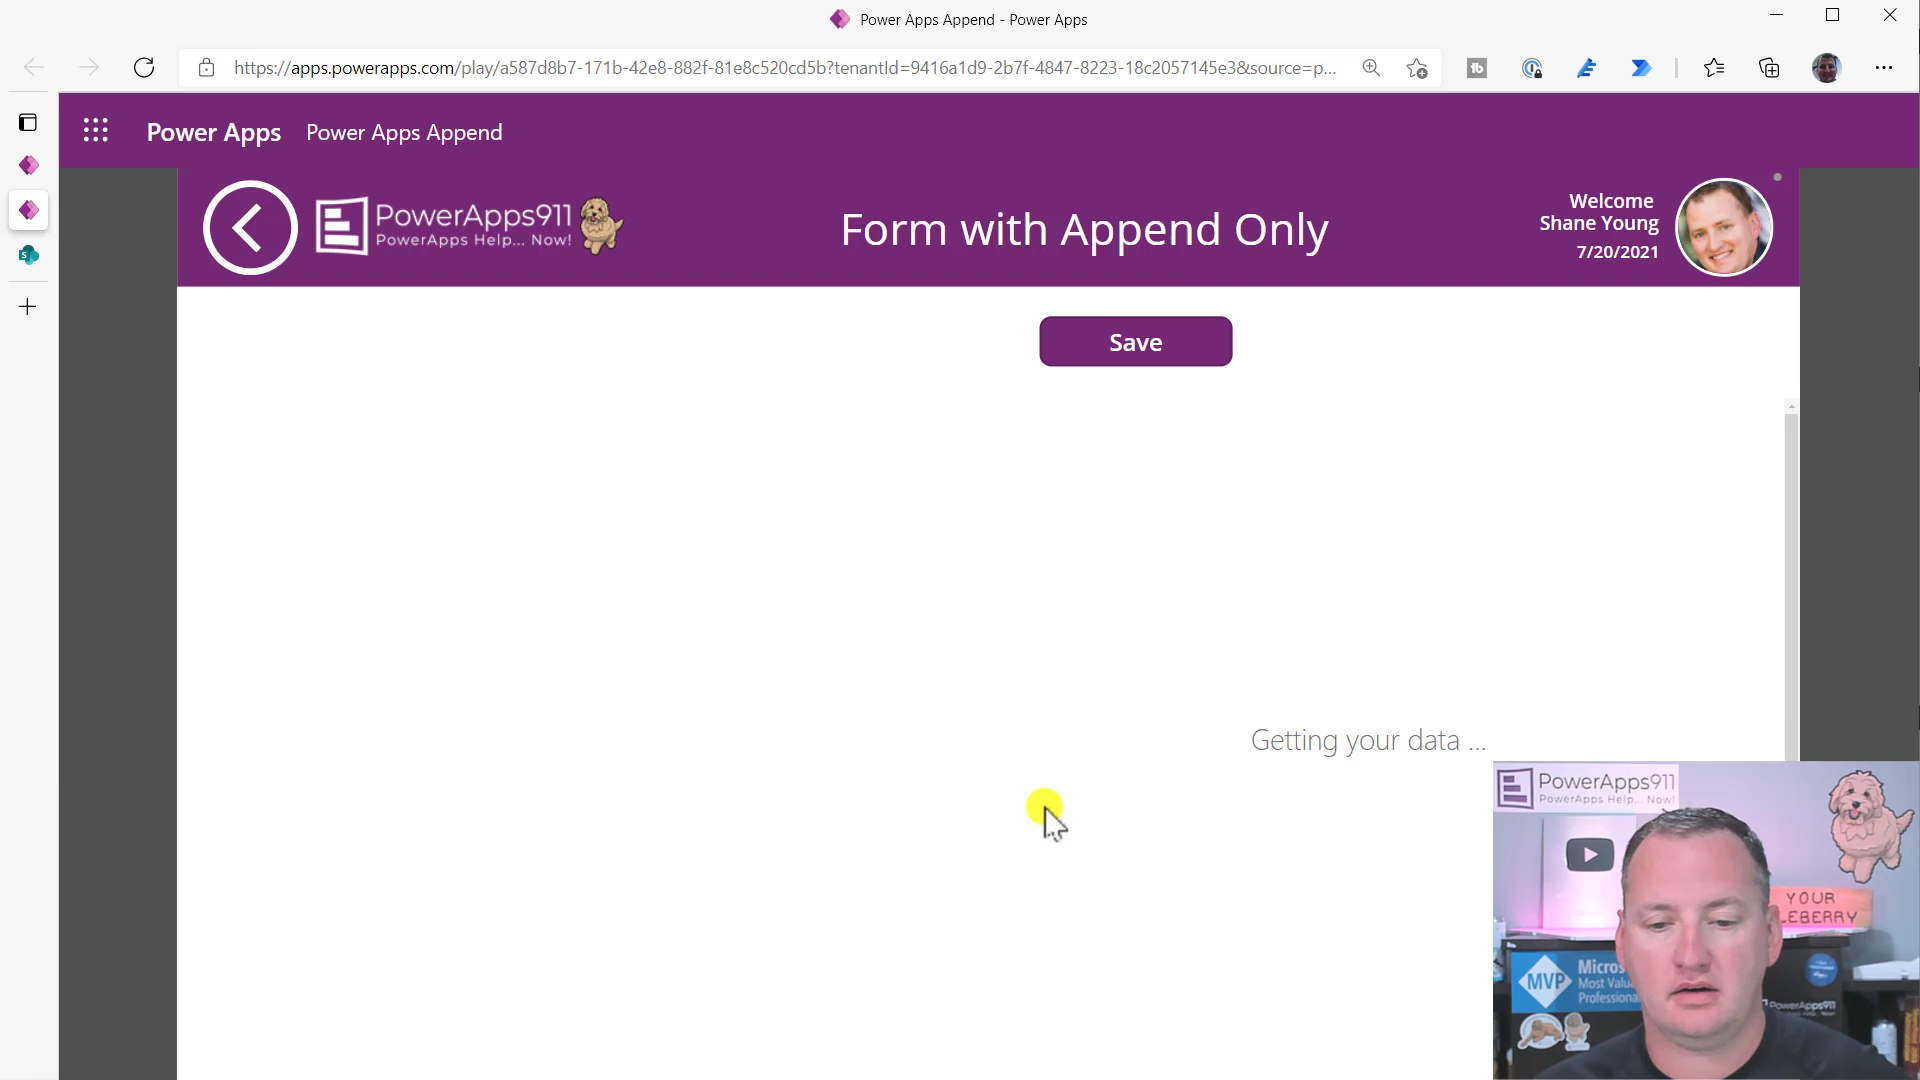 Power Apps Append - Power Apps
https://apps.powerapps.com/play/a587d8b7-171b-42e8-882f-81e8c520cd5b?tenantId=9416a1d9-2b7f-4847-8223-18c2057145e3&source=p...
Power Apps Power Apps Append
PowerApps911
PowerApps Help... Now!
Form with Append Only
Welcome
Shane Young
7/20/2021
Save
Getting your data ...
PowerApps911
PowerApps Help... Now!
YOUR
LEBERRY
MVP
Micros
Most Valu
Professiona
PowerApps911